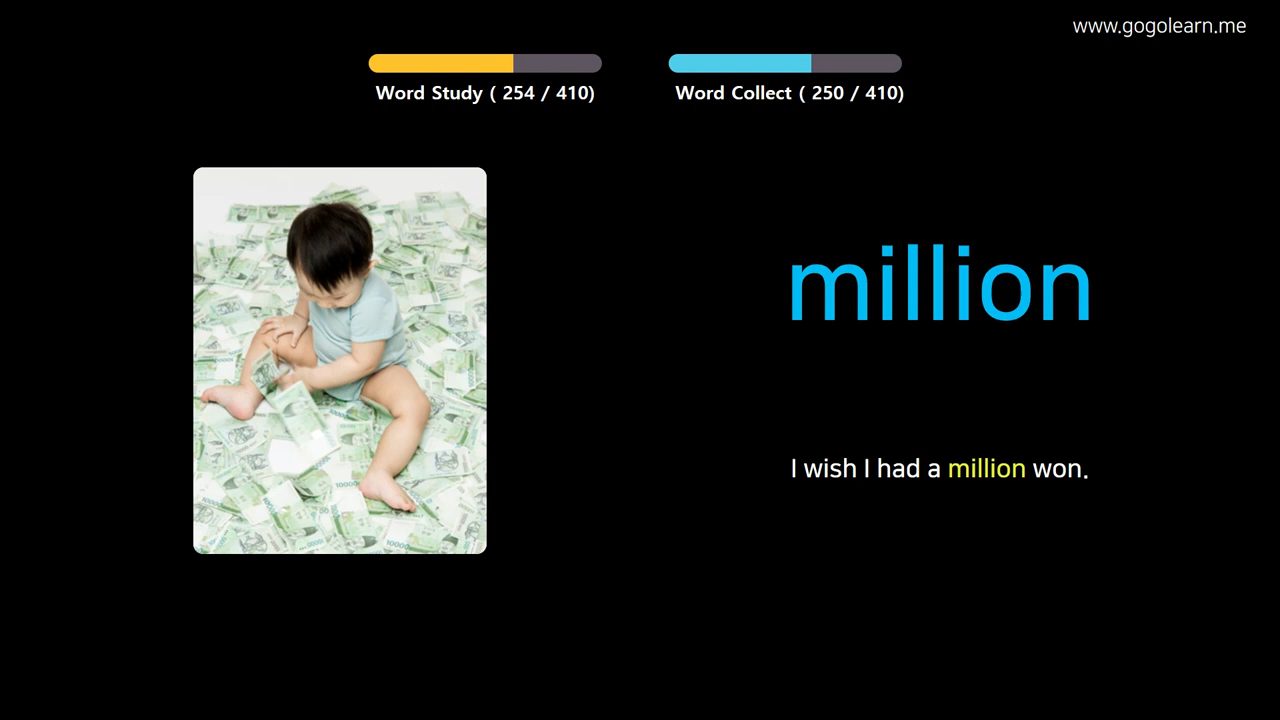 www.gogolearn.me
Word Study ( 254 / 410)
Word Collect ( 250 / 410)
million
I wish I had a million won.